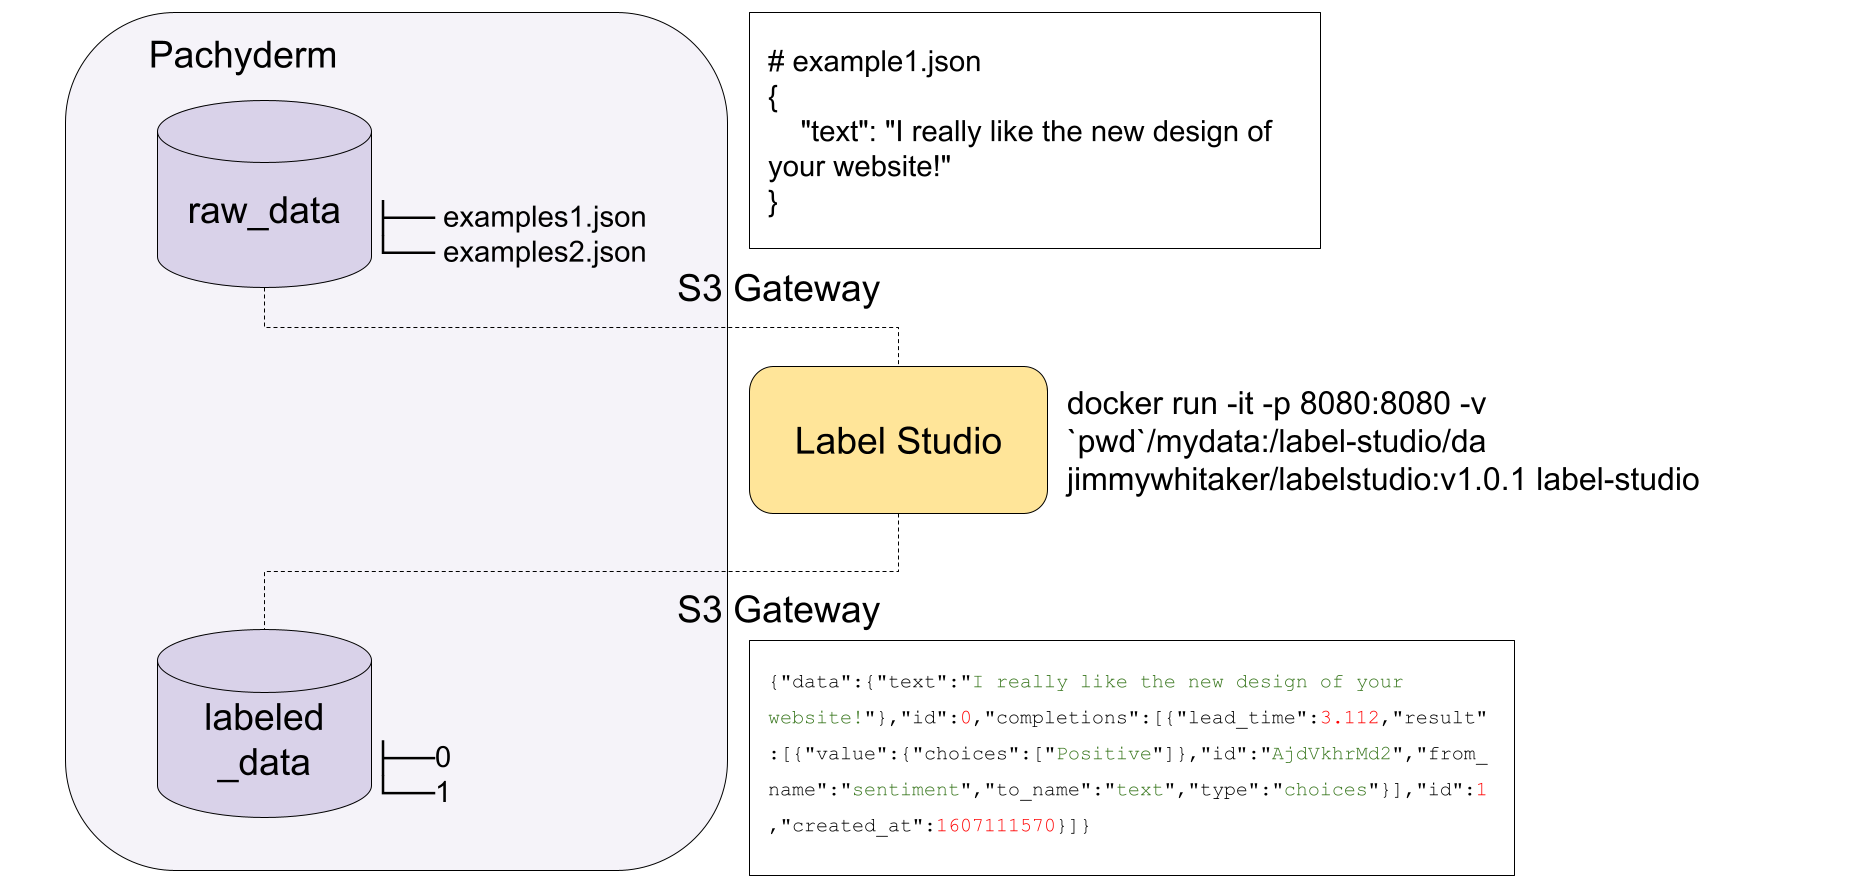 Pachyderm
raw_data
examples1.json
examples2.json
# example1.json
{
"text": "I really like the new design of
your website!"
}
S3 Gateway
Label Studio
docker run -it -p 8080:8080 -v
`pwd`/mydata:/label-studio/da
jimmywhitaker/labelstudio:v1.0.1 label-studio
S3 Gateway
labeled
_data
0
1
{"data":{"text":"I really like the new design of your
website!"},"id":0,"completions":[{"lead_time":3.112,"result"
:[{"value":{"choices":["Positive"]},"id":"AjdVkhrMd2","from_
name":"sentiment","to_name":"text","type":"choices"}],"id":1
,"created_at":1607111570}]}